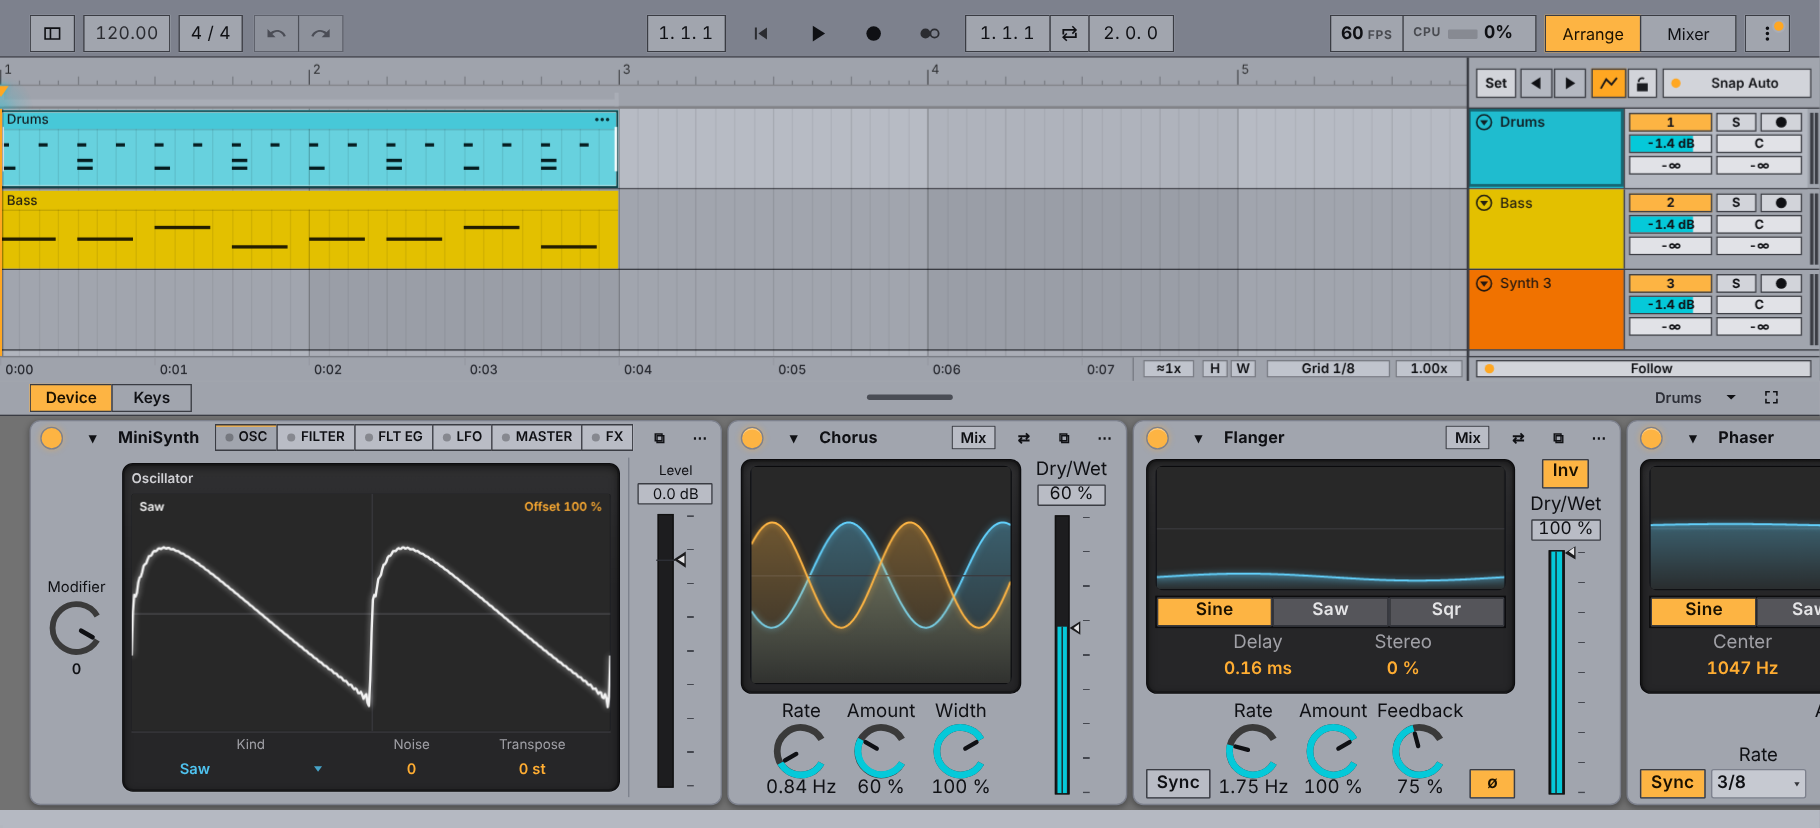 120.00 4 / 4 1. 1. 1 1. 1. 1 2. 0. 0 60 FPS CPU 0% Arrange Mixer
1 2 3 4 5
Set Snap Auto
Drums
Drums 1 S
-1.4 dB C
-∞ -∞
Bass
Bass 2 S
-1.4 dB C
-∞ -∞
Synth 3 3 S
-1.4 dB C
-∞ -∞
0:00 0:01 0:02 0:03 0:04 0:05 0:06 0:07 ≈1x H W Grid 1/8 1.00x Follow
Device Keys Drums
MiniSynth OSC FILTER FLT EG LFO MASTER FX
Oscillator
Saw Offset 100 %
Modifier
0
Kind Noise Transpose
Saw 0 0 st
Level
0.0 dB
Chorus Mix
Dry/Wet
60 %
Rate Amount Width
0.84 Hz 60 % 100 %
Flanger Mix
Inv
Dry/Wet
100 %
Sine Saw Sqr
Delay Stereo
0.16 ms 0 %
Rate Amount Feedback
Sync 1.75 Hz 100 % 75 % ø
Phaser
Sine
Center
1047 Hz
Rate
Sync 3/8